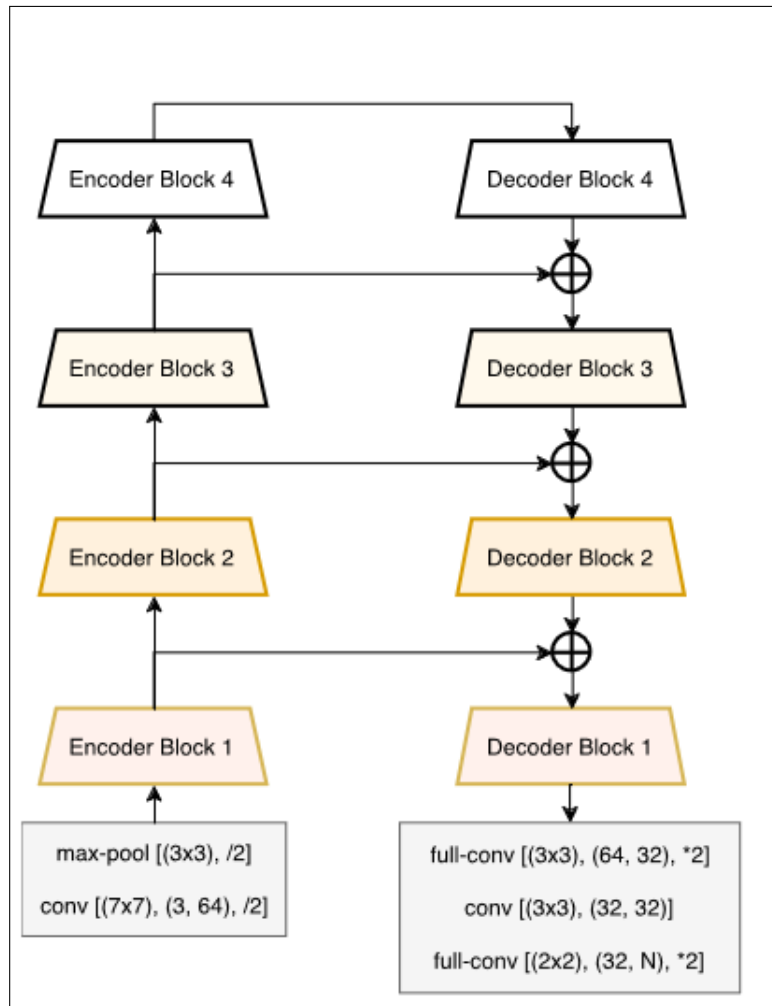 Encoder Block 4
Decoder Block 4
Encoder Block 3
Decoder Block 3
Encoder Block 2
Decoder Block 2
Encoder Block 1
Decoder Block 1
max-pool [(3x3), /2]
conv [(7x7), (3, 64), /2]
full-conv [(3x3), (64, 32), *2]
conv [(3x3), (32, 32)]
full-conv [(2x2), (32, N), *2]